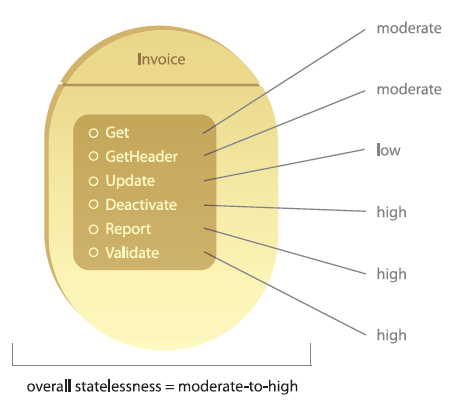 Invoice
Get
GetHeader
Update
Deactivate
Report
Validate
moderate
moderate
low
high
high
high
overall statelessness = moderate-to-high